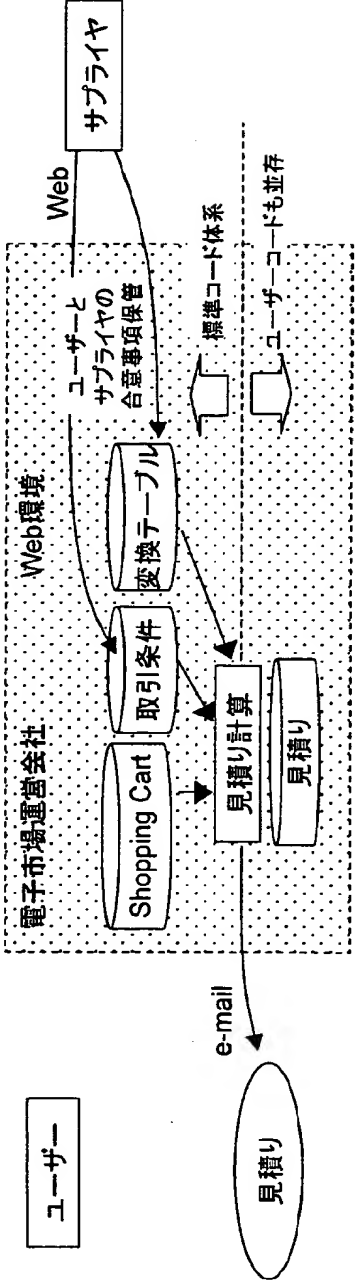 ユーザー
電子市場運営会社
Web環境
Web
サプライヤ
ユーザーと
サプライヤの
合意事項保管
Shopping Cart
取引条件
変換テーブル
標準コード体系
ユーザーコードも並存
見積り計算
見積り
e-mail
見積り